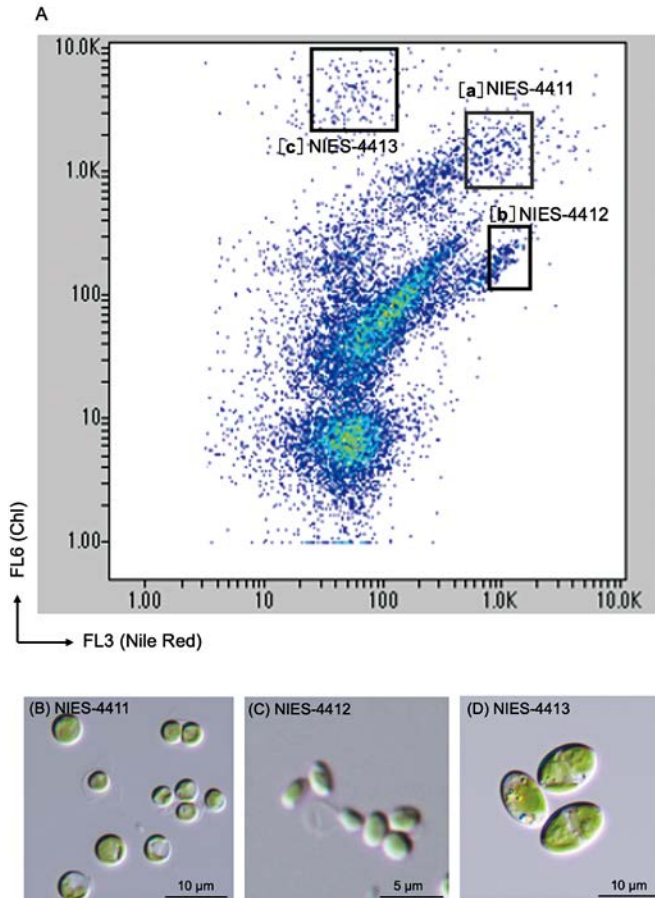 A
10.0K
[a]NIES-4411
[c] NIES-4413
1.0K
[b]NIES-4412
100
10
1.00
1.00 10 100 1.0K 10.0K
FL6 (Chl)
FL3 (Nile Red)
(B) NIES-4411 (C) NIES-4412 (D) NIES-4413
10 µm 5 µm 10 µm